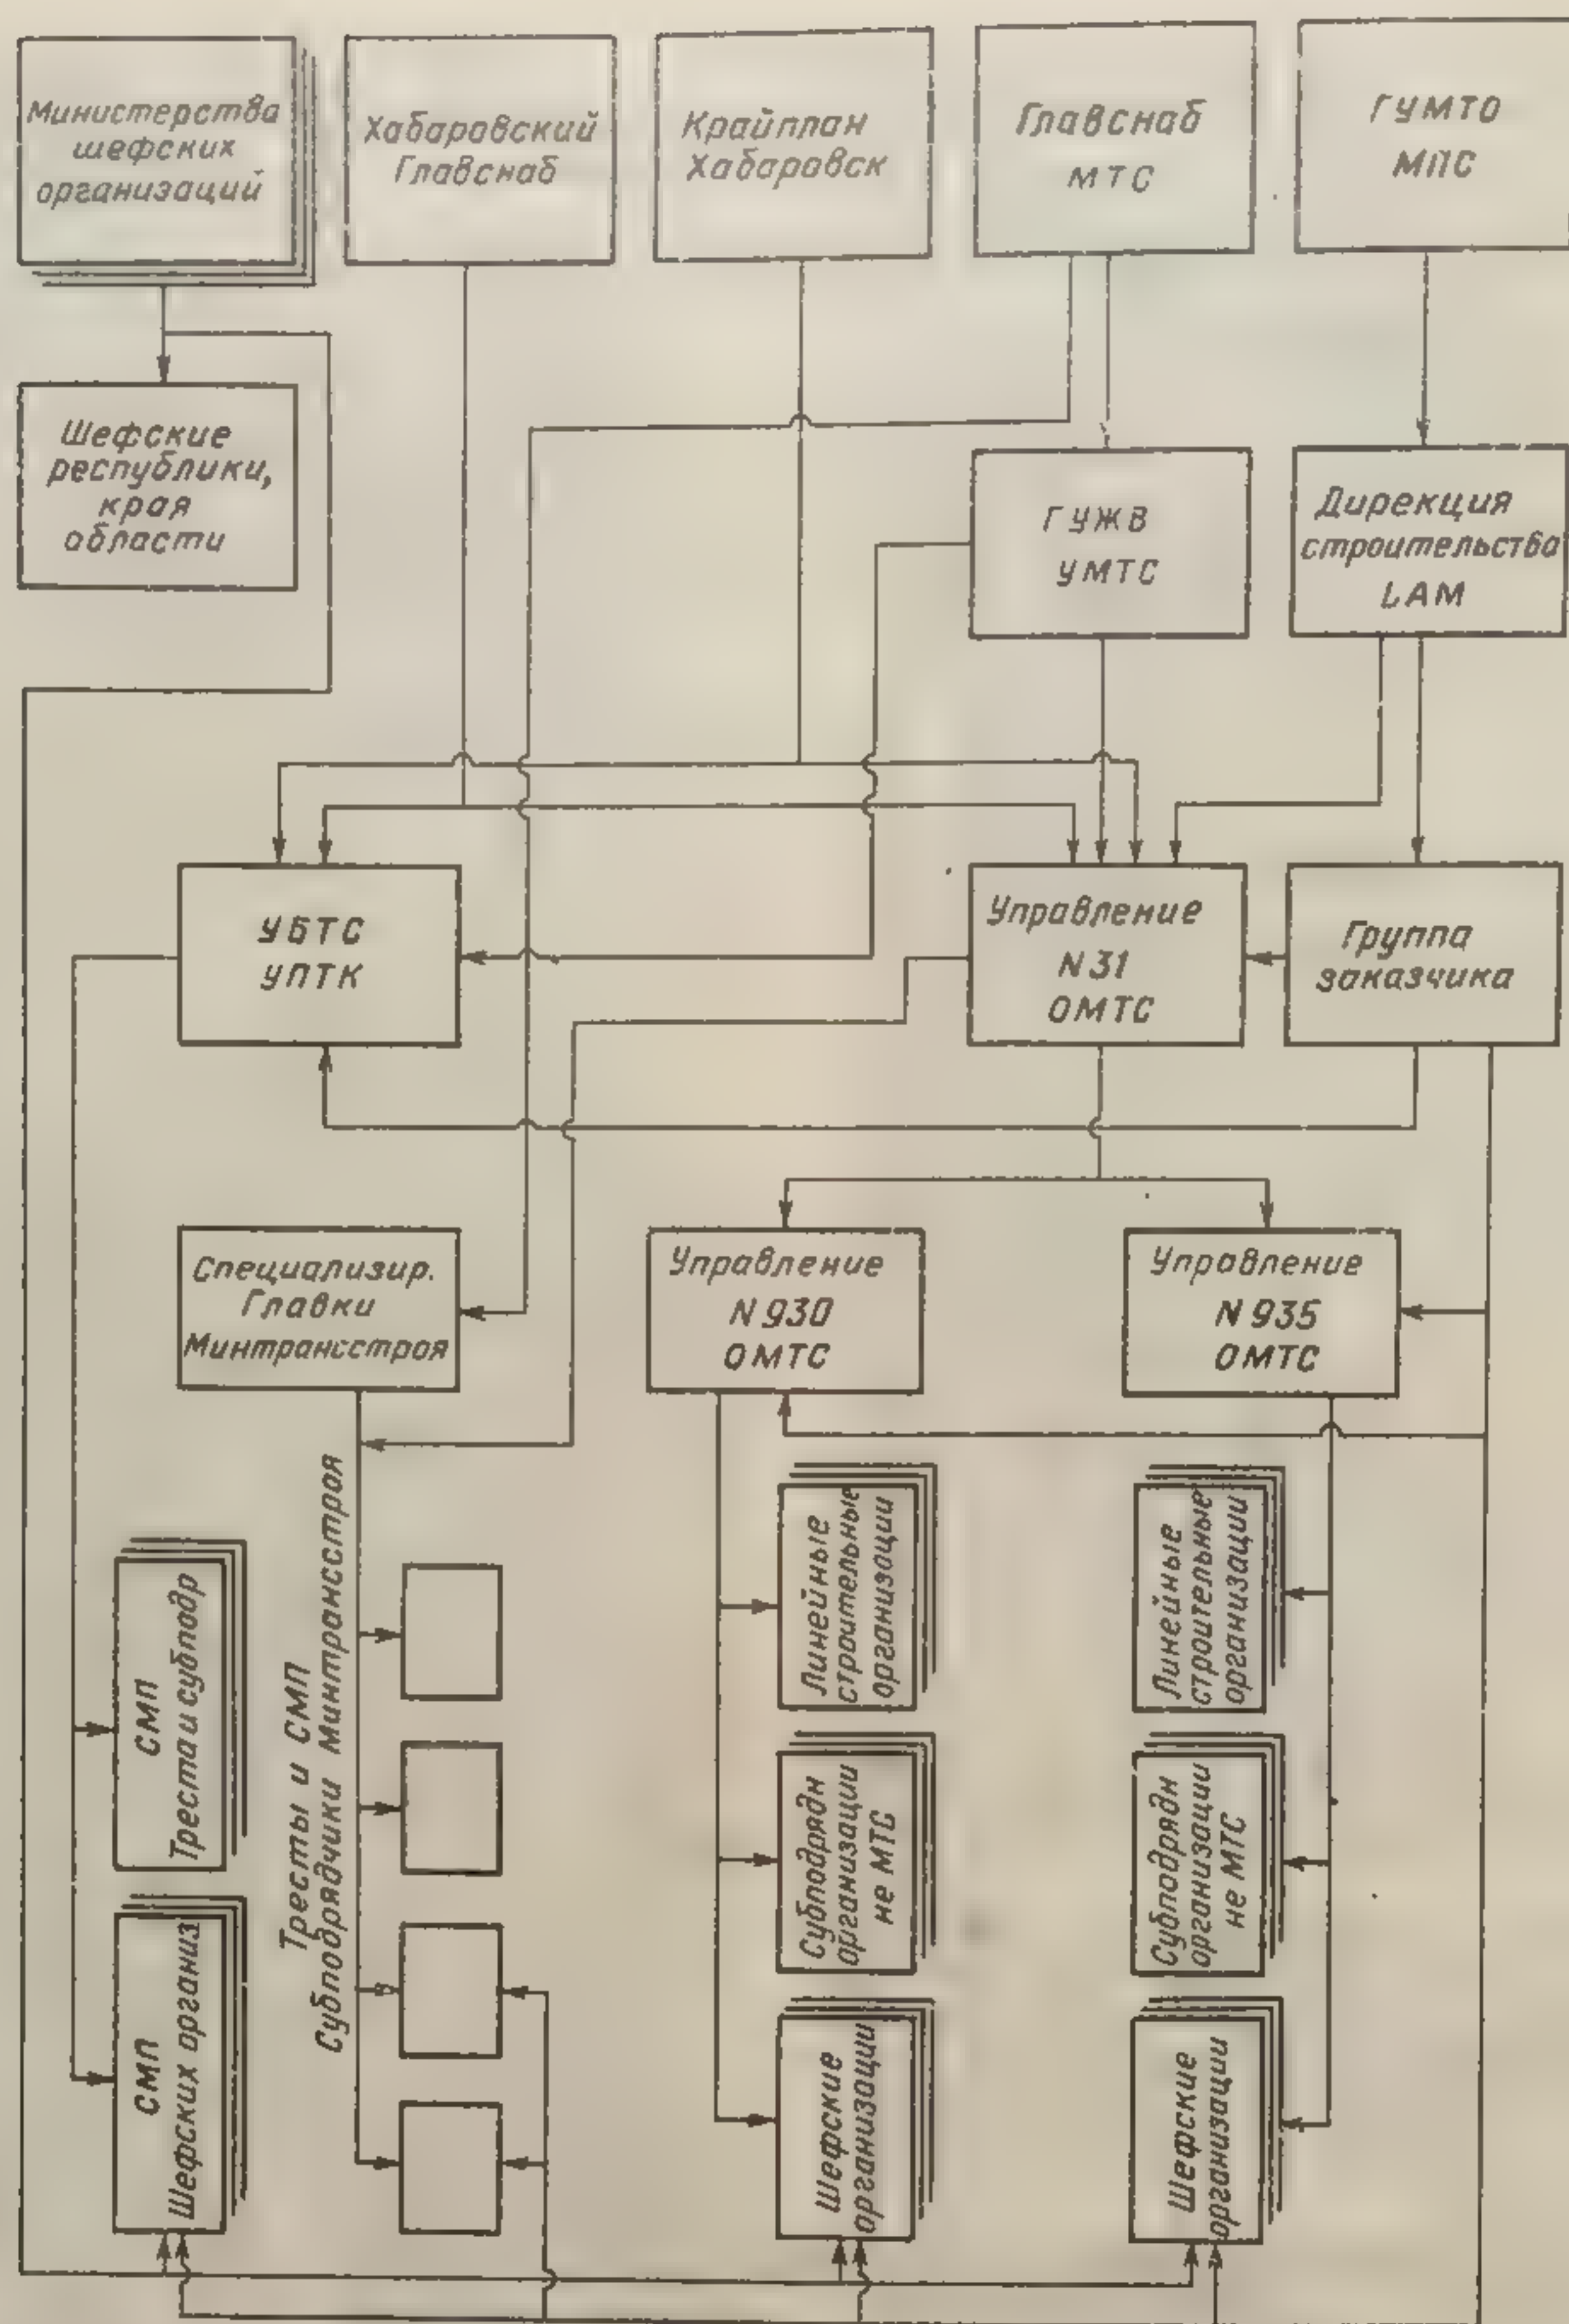 Министерства
шефских
организаций
Хабаровский
Главснаб
Крайплан
Хабаровск
Главснаб
МТС
ГУМТО
МПС
Шефские
республики,
края
области
ГУЖВ
УМТС
Дирекция
строительства
LАМ
УБТС
УПТК
Управление
N 31
ОМТС
Группа
заказчика
Специализир.
Главки
Минтрансстроя
Управление
N 930
ОМТС
Управление
N 935
ОМТС
СМП
Треста и субподр
СМП
Шефских организ
Тресты и СМП
Субподрядчики Минтрансстроя
Линейные
строительные
организации
Субподрядн
организации
не МТС
Шефские
организации
Линейные
строительные
организации
Субподрядн
организации
не МТС
Шефские
организации